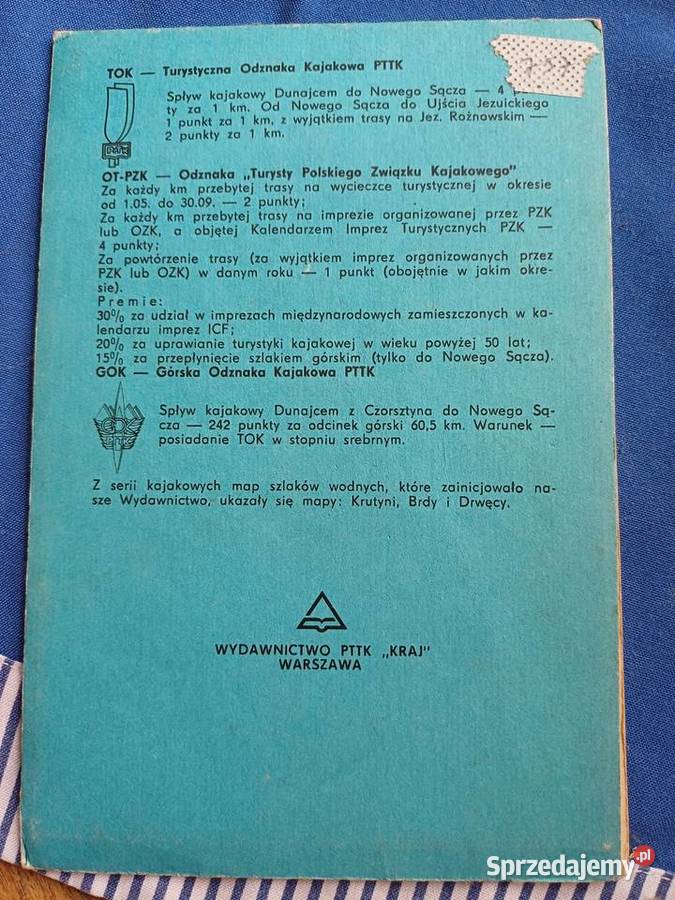 TOK — Turystyczna Odznaka Kajakowa PTTK
Spływ kajakowy Dunajcem do Nowego Sącza — 4
ty za 1 km. Od Nowego Sącza do Ujścia Jezuickiego
1 punkt za 1 km, z wyjątkiem trasy na Jez. Rożnowskim —
2 punkty za 1 km.
OT-PZK — Odznaka „Turysty Polskiego Związku Kajakowego"
Za każdy km przebytej trasy na wycieczce turystycznej w okresie
od 1.05. do 30.09. — 2 punkty;
Za każdy km przebytej trasy na imprezie organizowanej przez PZK
lub OZK, a objętej Kalendarzem Imprez Turystycznych PZK —
4 punkty;
Za powtórzenie trasy (za wyjątkiem imprez organizowanych przez
PZK lub OZK) w danym roku — 1 punkt (obojętnie w jakim okre-
sie).
Premie:
30% za udział w imprezach międzynarodowych zamieszczonych w ka-
lendarzu imprez ICF;
20% za uprawianie turystyki kajakowej w wieku powyżej 50 lat;
15% za przepłynięcie szlakiem górskim (tylko do Nowego Sącza).
GOK — Górska Odznaka Kajakowa PTTK
Spływ kajakowy Dunajcem z Czorsztyna do Nowego Są-
cza — 242 punkty za odcinek górski 60,5 km. Warunek —
posiadanie TOK w stopniu srebrnym.
Z serii kajakowych map szlaków wodnych, które zainicjowało na-
sze Wydawnictwo, ukazały się mapy: Krutyni, Brdy i Drwęcy.
WYDAWNICTWO PTTK „KRAJ"
WARSZAWA
Sprzedajemy.pl